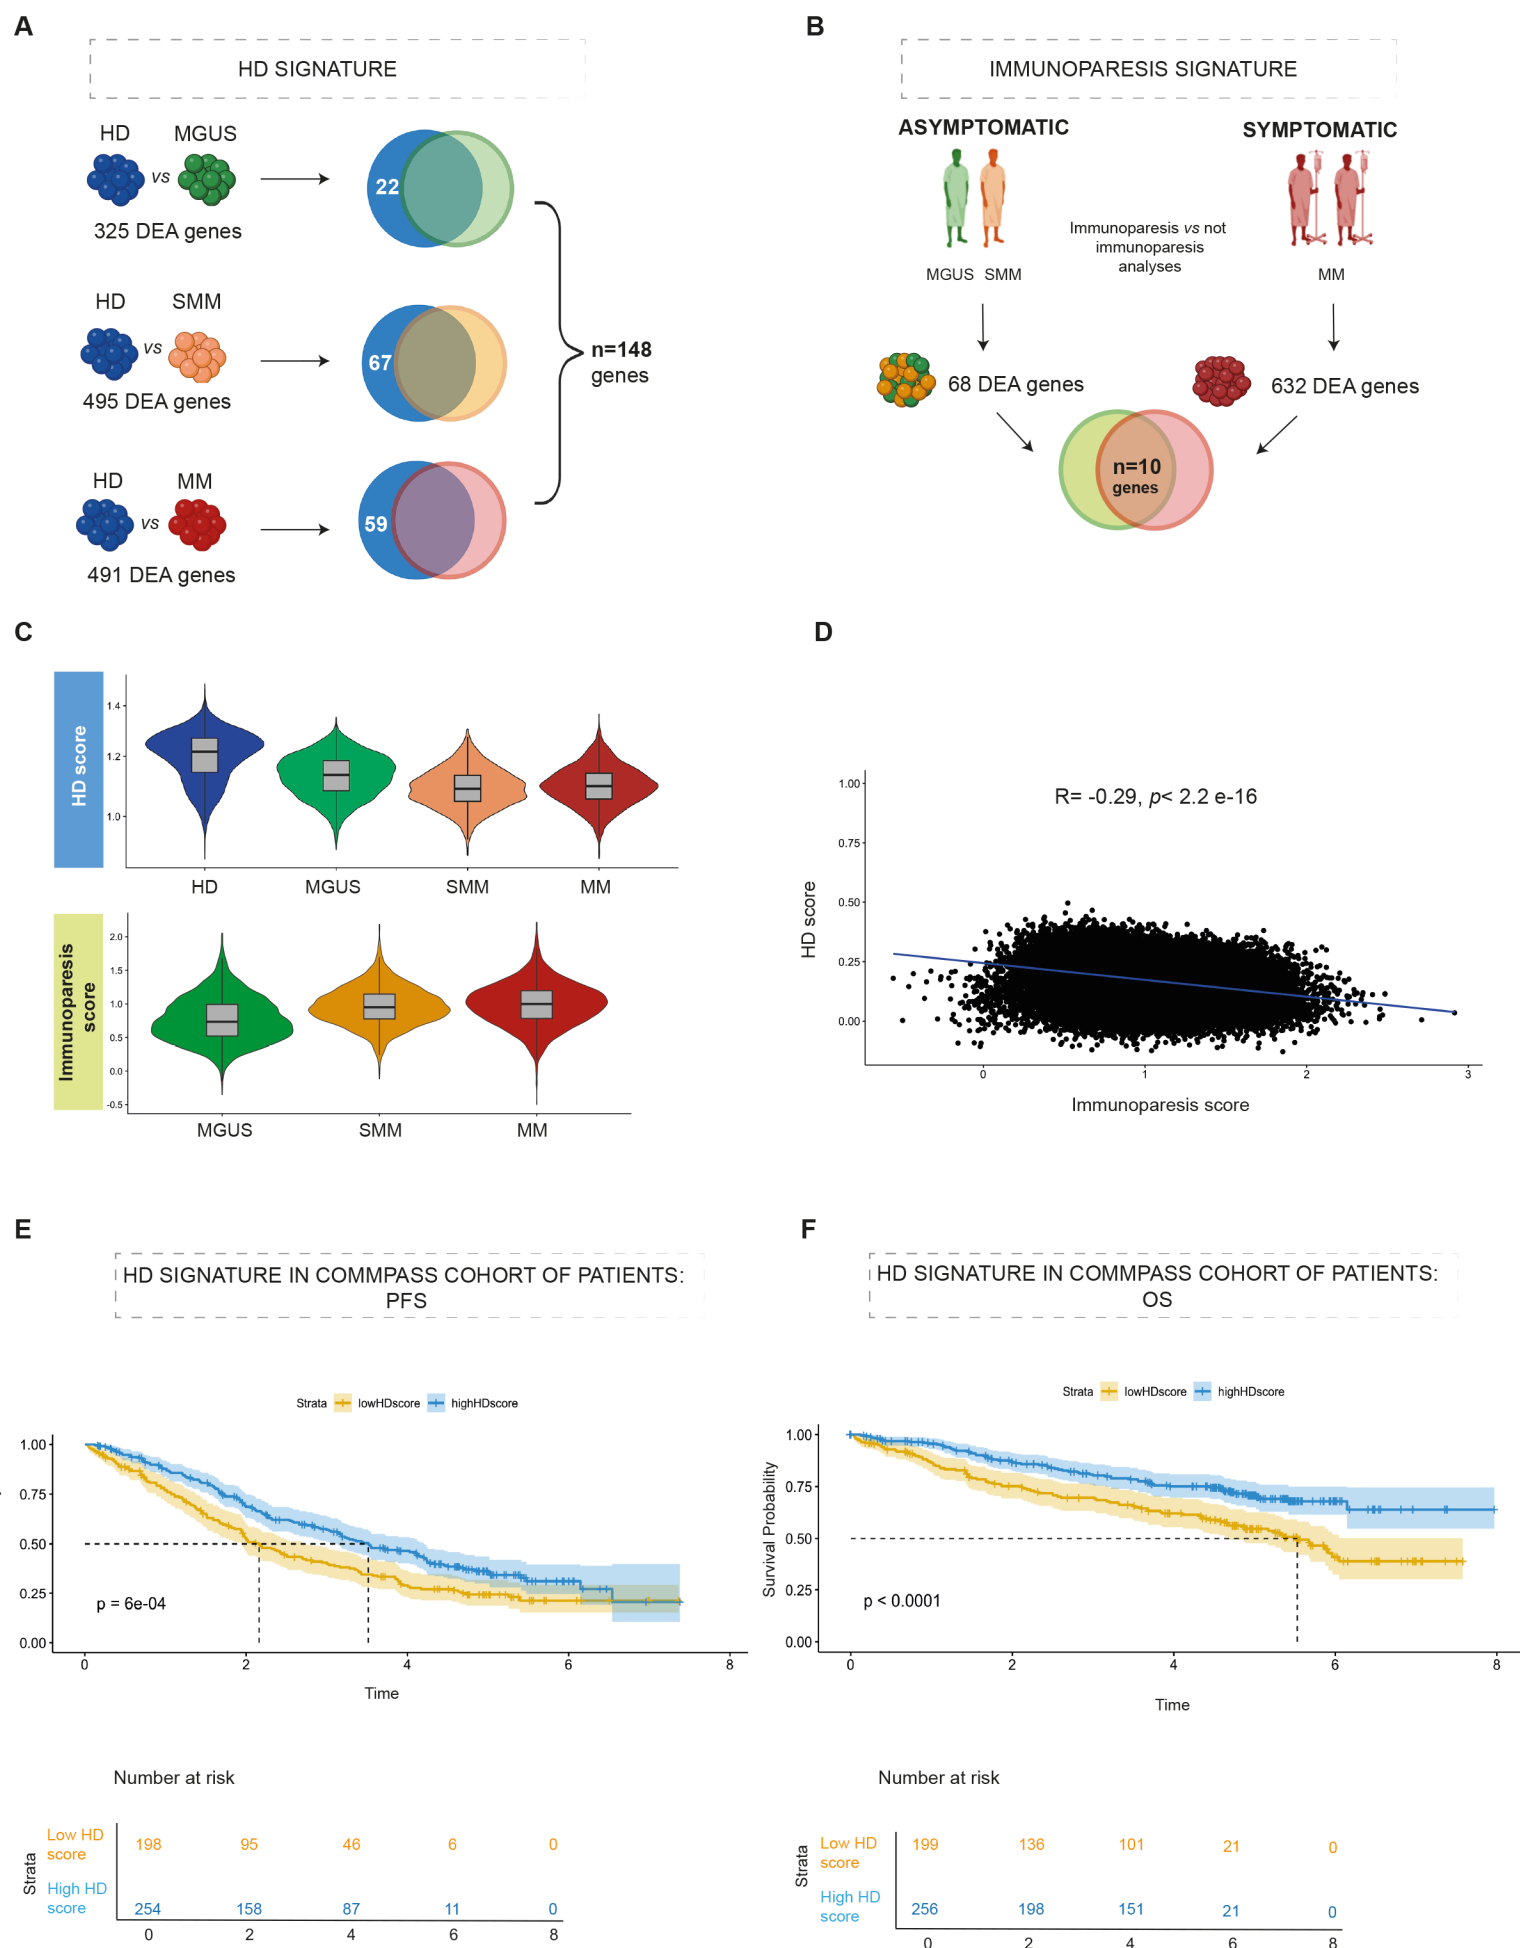 A
HD SIGNATURE
HD
MGUS
vs
22
325 DEA genes
HD
SMM
vs
67
495 DEA genes
n=148
genes
HD
MM
vs
59
491 DEA genes
B
IMMUNOPARESIS SIGNATURE
ASYMPTOMATIC
SYMPTOMATIC
Immunoparesis vs not
immunoparesis
analyses
MGUS SMM
MM
68 DEA genes
632 DEA genes
n=10
genes
C
HD score
1.4
1.2
1.0
HD
MGUS
SMM
MM
Immunoparesis
score
2.0
1.5
1.0
0.5
0.0
-0.5
MGUS
SMM
MM
D
R= -0.29, p< 2.2 e-16
HD score
1.00
0.75
0.50
0.25
0.00
0
1
2
3
Immunoparesis score
E
HD SIGNATURE IN COMMPASS COHORT OF PATIENTS:
PFS
Strata lowHDscore highHDscore
1.00
0.75
0.50
0.25
0.00
p = 6e-04
0
2
4
6
8
Time
Number at risk
Strata
Low HD
score
198 95 46 6 0
High HD
score
254 158 87 11 0
0 2 4 6 8
F
HD SIGNATURE IN COMMPASS COHORT OF PATIENTS:
OS
Strata lowHDscore highHDscore
Survival Probability
1.00
0.75
0.50
0.25
0.00
p < 0.0001
0
2
4
6
8
Time
Number at risk
Strata
Low HD
score
199 136 101 21 0
High HD
score
256 198 151 21 0
0 2 4 6 8